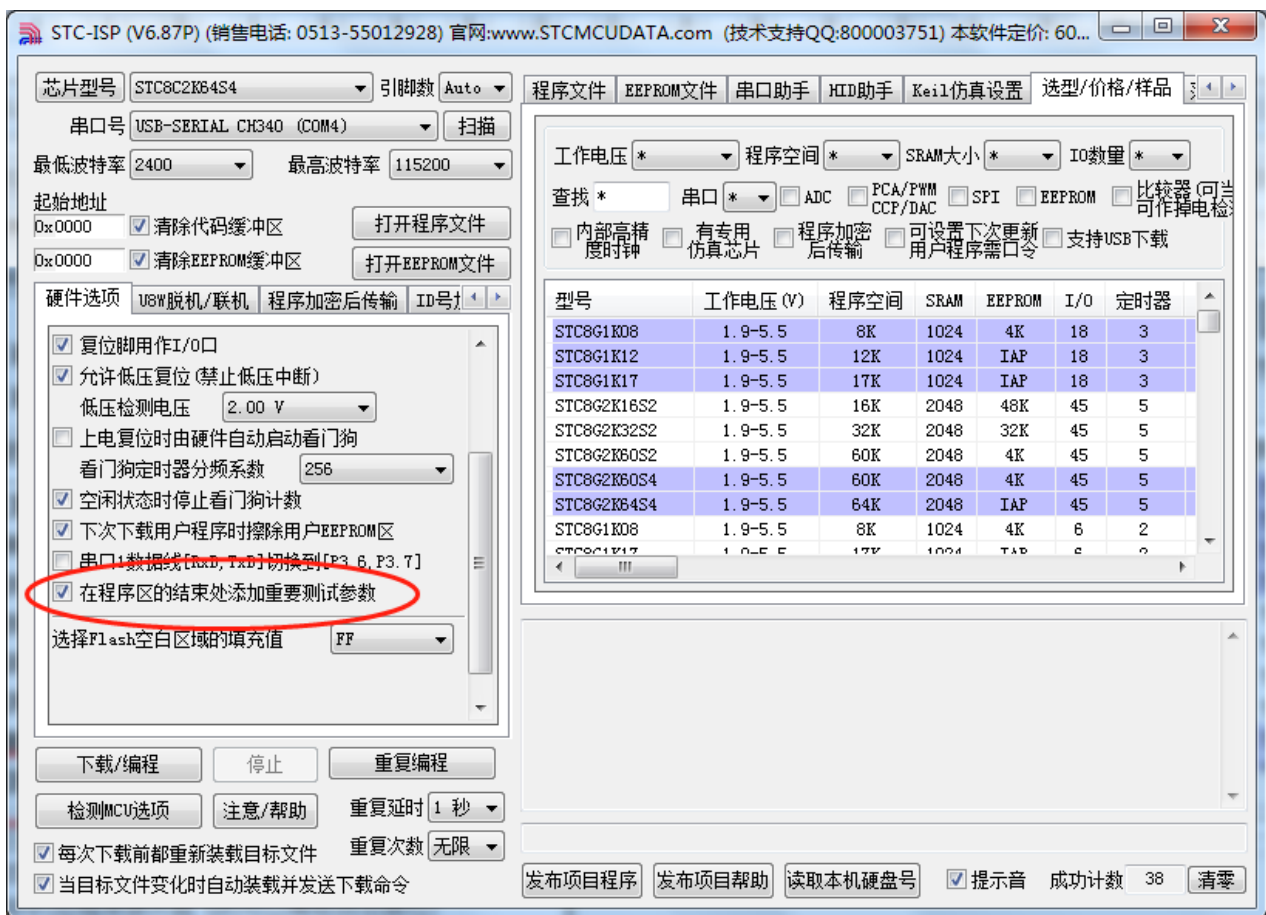 STC-ISP (V6.87P) (销售电话: 0513-55012928) 官网:www.STCMCUDATA.com (技术支持QQ:800003751) 本软件定价: 60...
芯片型号 STC8C2K64S4 引脚数 Auto
串口号 USB-SERIAL CH340 (COM4) 扫描
最低波特率 2400 最高波特率 115200
起始地址
0x0000 清除代码缓冲区 打开程序文件
0x0000 清除EEPROM缓冲区 打开EEPROM文件
硬件选项 U8W脱机/联机 程序加密后传输 ID号
复位脚用作I/O口
允许低压复位(禁止低压中断)
低压检测电压 2.00 V
上电复位时由硬件自动启动看门狗
看门狗定时器分频系数 256
空闲状态时停止看门狗计数
下次下载用户程序时擦除用户EEPROM区
串口1数据线[RxD,TxD]切换到[P3.6,P3.7]
在程序区的结束处添加重要测试参数
选择Flash空白区域的填充值 FF
下载/编程 停止 重复编程
检测MCU选项 注意/帮助 重复延时 1 秒
每次下载前都重新装载目标文件 重复次数 无限
当目标文件变化时自动装载并发送下载命令
程序文件 EEPROM文件 串口助手 HID助手 Keil仿真设置 选型/价格/样品
工作电压 * 程序空间 * SRAM大小 * IO数量 *
查找 * 串口 * ADC PCA/PWM CCP/DAC SPI EEPROM 比较器(可当 可作掉电检
内部高精度时钟 有专用仿真芯片 程序加密后传输 可设置下次更新用户程序需口令 支持USB下载
型号 工作电压(V) 程序空间 SRAM EEPROM I/O 定时器
STC8G1K08 1.9-5.5 8K 1024 4K 18 3
STC8G1K12 1.9-5.5 12K 1024 IAP 18 3
STC8G1K17 1.9-5.5 17K 1024 IAP 18 3
STC8G2K16S2 1.9-5.5 16K 2048 48K 45 5
STC8G2K32S2 1.9-5.5 32K 2048 32K 45 5
STC8G2K60S2 1.9-5.5 60K 2048 4K 45 5
STC8G2K60S4 1.9-5.5 60K 2048 4K 45 5
STC8G2K64S4 1.9-5.5 64K 2048 IAP 45 5
STC8G1K08 1.9-5.5 8K 1024 4K 6 2
STC8G1K17 1.9-5.5 17K 1024 IAP 6 2
发布项目程序 发布项目帮助 读取本机硬盘号 提示音 成功计数 38 清零